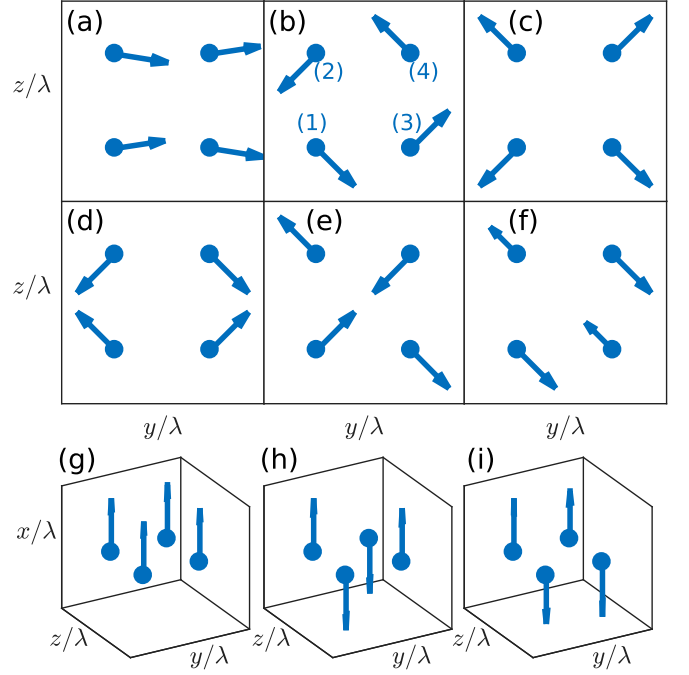 (a) (b) (c)
z/λ
(2) (4)
(1) (3)
(d) (e) (f)
z/λ
y/λ y/λ y/λ
(g) (h) (i)
x/λ
z/λ y/λ z/λ y/λ z/λ y/λ